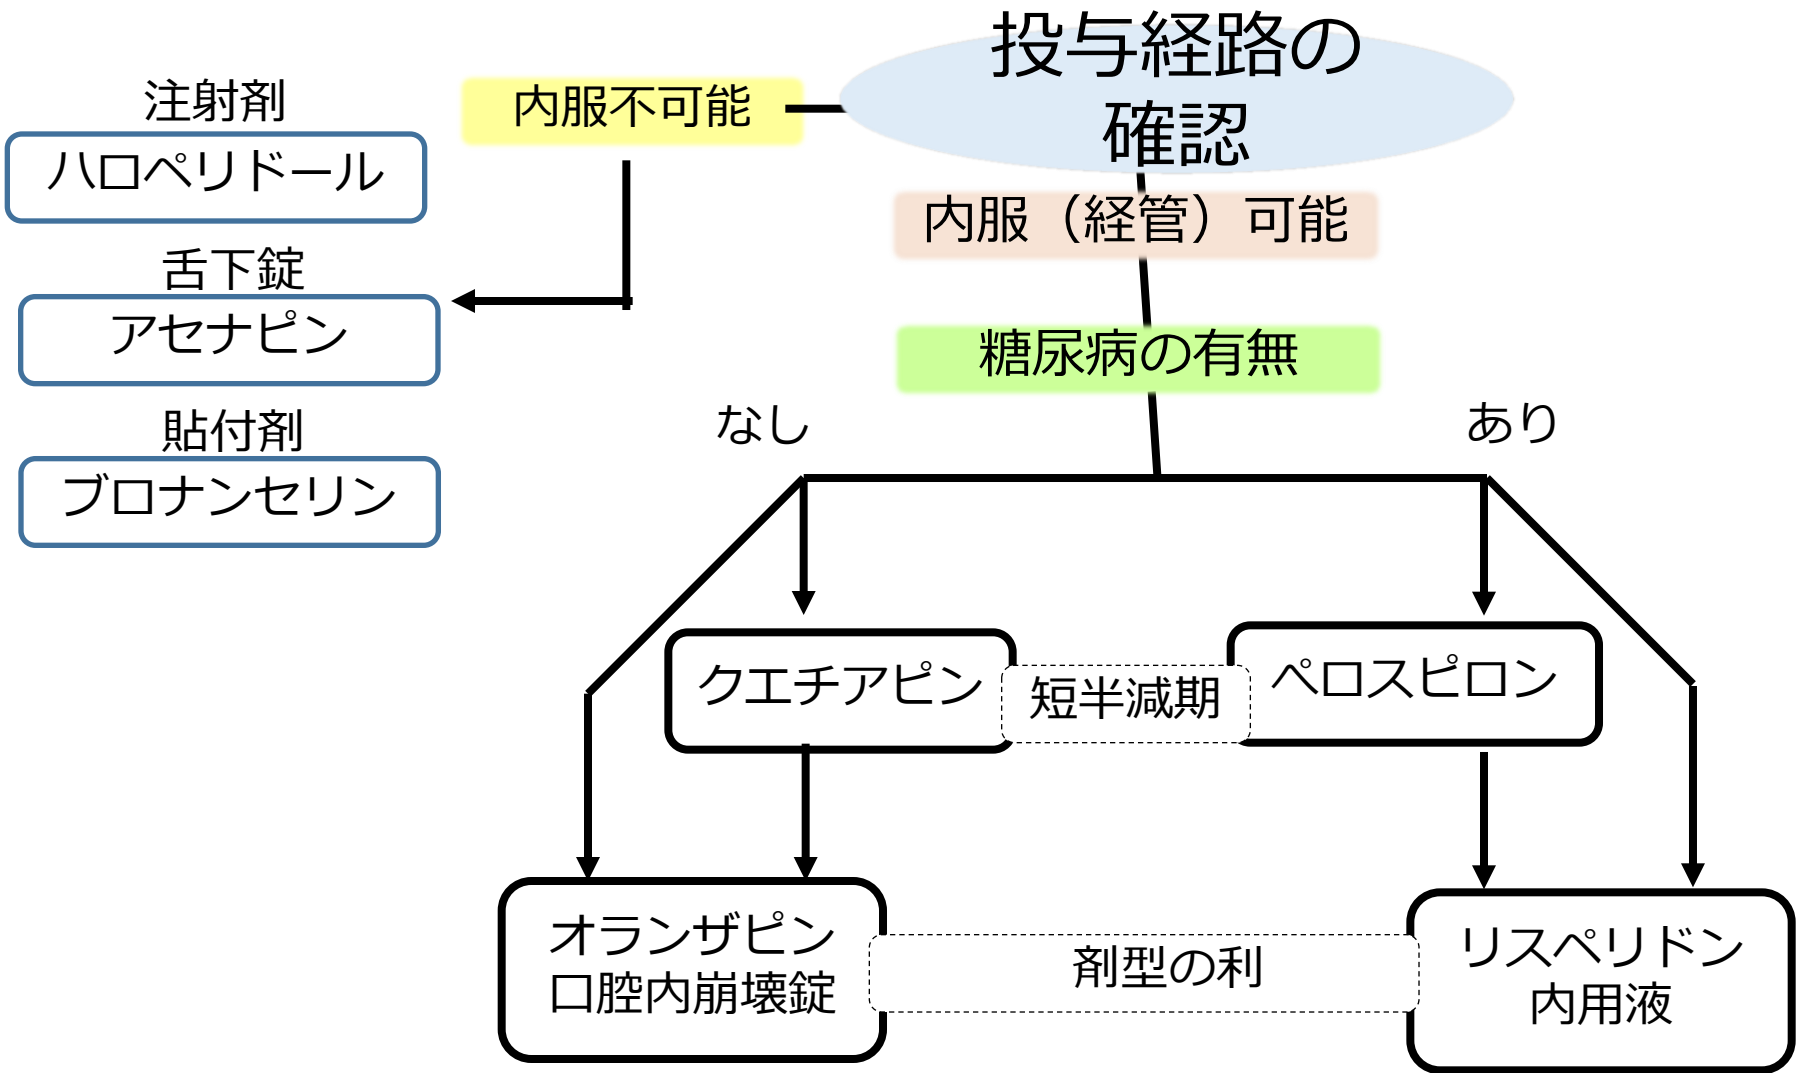 投与経路の
確認
内服不可能
注射剤
ハロペリドール
舌下錠
アセナピン
貼付剤
ブロナンセリン
内服（経管）可能
糖尿病の有無
なし
あり
クエチアピン
短半減期
ペロスピロン
オランザピン
口腔内崩壊錠
剤型の利
リスペリドン
内用液